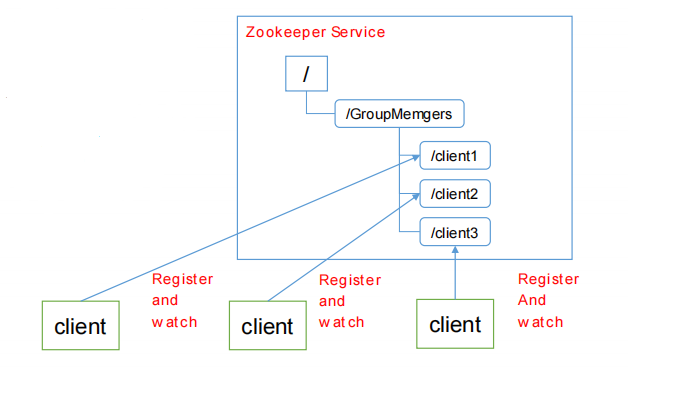 Zookeeper Service
/
/GroupMemgers
/client1
/client2
/client3
Register
and
watch
Register
and
watch
Register
And
watch
client
client
client